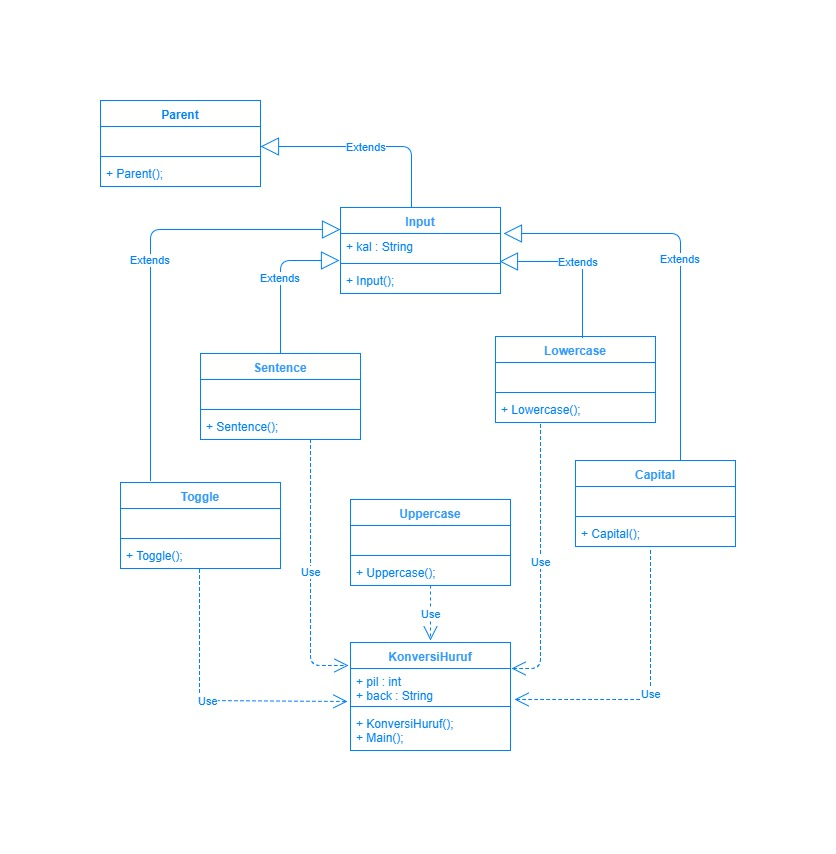 Parent
+ Parent();
Extends
Input
+ kal : String
+ Input();
Extends
Extends
Extends
Extends
Sentence
+ Sentence();
Lowercase
+ Lowercase();
Toggle
+ Toggle();
Uppercase
+ Uppercase();
Capital
+ Capital();
Use
Use
Use
Use
Use
KonversiHuruf
+ pil : int
+ back : String
+ KonversiHuruf();
+ Main();